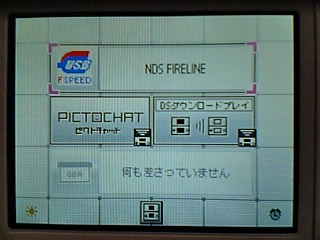 USB
F SPEED
NDS FIRELINE
PICTOCHAT
ピクトチャット
DSダウンロードプレイ
GBA
何も差さっていません